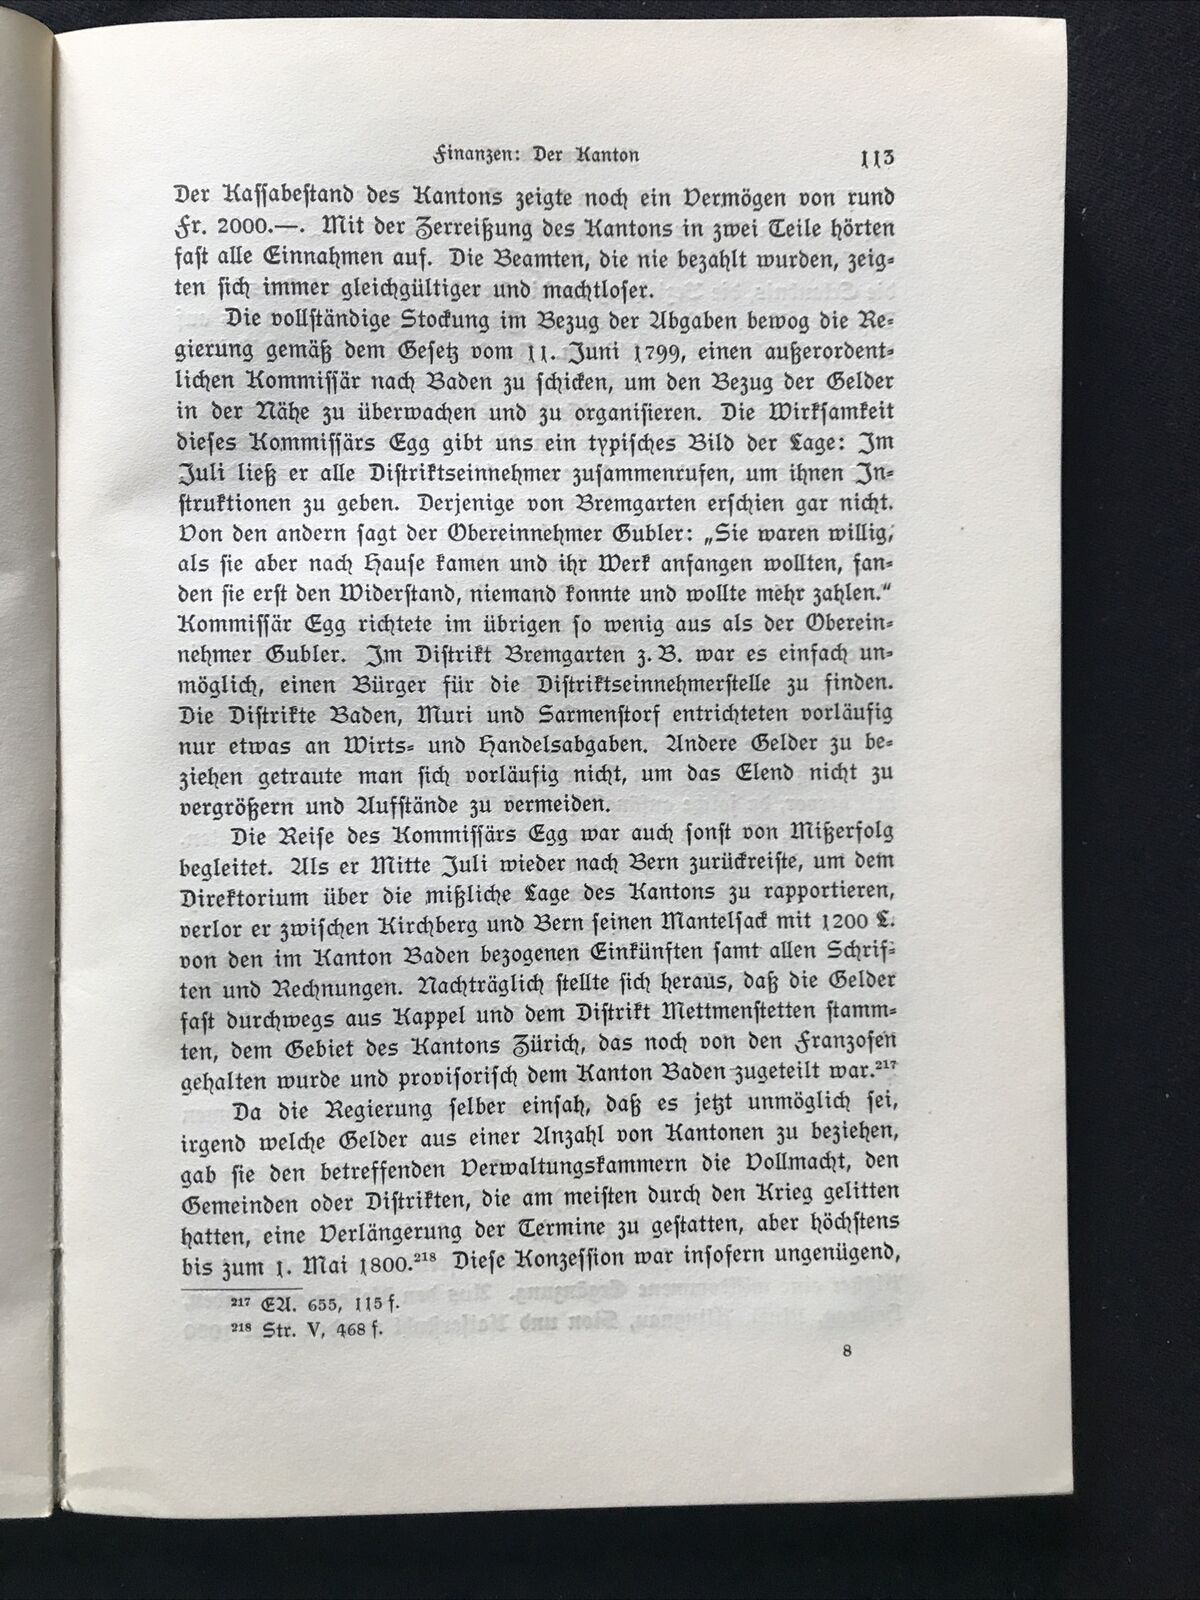 Finanzen: Der Kanton 113
Der Kassabestand des Kantons zeigte noch ein Vermögen von rund
Fr. 2000.—. Mit der Zerreißung des Kantons in zwei Teile hörten
fast alle Einnahmen auf. Die Beamten, die nie bezahlt wurden, zeig-
ten sich immer gleichgültiger und machtloser.
Die vollständige Stockung im Bezug der Abgaben bewog die Re-
gierung gemäß dem Gesetz vom 11. Juni 1799, einen außerordent-
lichen Kommissär nach Baden zu schicken, um den Bezug der Gelder
in der Nähe zu überwachen und zu organisieren. Die Wirksamkeit
dieses Kommissärs Egg gibt uns ein typisches Bild der Lage: Im
Juli ließ er alle Distriktseinnehmer zusammenrufen, um ihnen In-
struktionen zu geben. Derjenige von Bremgarten erschien gar nicht.
Von den andern sagt der Obereinnehmer Gubler: „Sie waren willig,
als sie aber nach Hause kamen und ihr Werk anfangen wollten, fan-
den sie erst den Widerstand, niemand konnte und wollte mehr zahlen.“
Kommissär Egg richtete im übrigen so wenig aus als der Oberein-
nehmer Gubler. Im Distrikt Bremgarten z. B. war es einfach un-
möglich, einen Bürger für die Distriktseinnehmerstelle zu finden.
Die Distrikte Baden, Muri und Sarmenstorf entrichteten vorläufig
nur etwas an Wirts- und Handelsabgaben. Andere Gelder zu be-
ziehen getraute man sich vorläufig nicht, um das Elend nicht zu
vergrößern und Aufstände zu vermeiden.
Die Reise des Kommissärs Egg war auch sonst von Mißerfolg
begleitet. Als er Mitte Juli wieder nach Bern zurückreiste, um dem
Direktorium über die mißliche Lage des Kantons zu rapportieren,
verlor er zwischen Kirchberg und Bern seinen Mantelsack mit 1200 L.
von den im Kanton Baden bezogenen Einkünften samt allen Schrif-
ten und Rechnungen. Nachträglich stellte sich heraus, daß die Gelder
fast durchwegs aus Kappel und dem Distrikt Mettmenstetten stamm-
ten, dem Gebiet des Kantons Zürich, das noch von den Franzosen
gehalten wurde und provisorisch dem Kanton Baden zugeteilt war.²¹⁷
Da die Regierung selber einsah, daß es jetzt unmöglich sei,
irgend welche Gelder aus einer Anzahl von Kantonen zu beziehen,
gab sie den betreffenden Verwaltungskammern die Vollmacht, den
Gemeinden oder Distrikten, die am meisten durch den Krieg gelitten
hatten, eine Verlängerung der Termine zu gestatten, aber höchstens
bis zum 1. Mai 1800.²¹⁸ Diese Konzession war insofern ungenügend,
²¹⁷ EA. 655, 115 f.
²¹⁸ Str. V, 468 f.
8